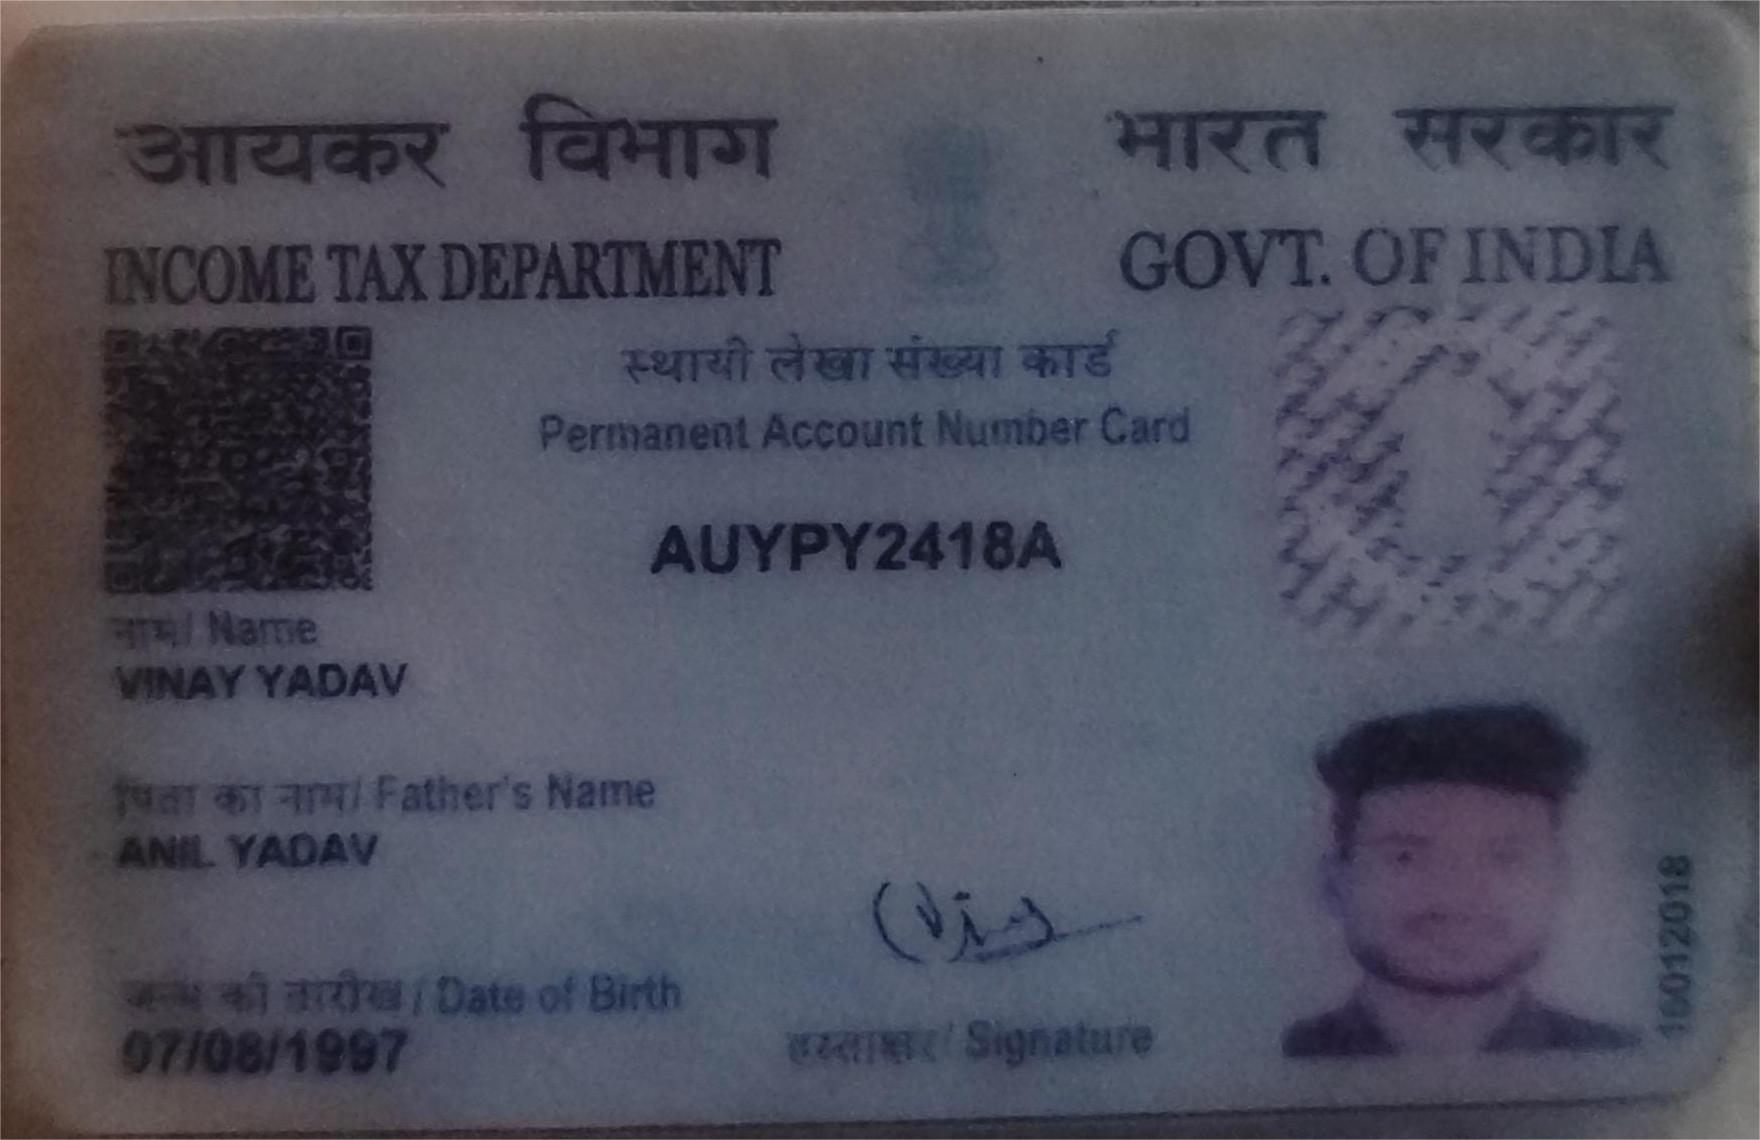 आयकर विभाग
भारत सरकार
INCOME TAX DEPARTMENT
GOVT. OF INDIA
स्थायी लेखा संख्या कार्ड
Permanent Account Number Card
AUYPY2418A
नाम/ Name
VINAY YADAV
पिता का नाम/ Father's Name
ANIL YADAV
जन्म की तारीख / Date of Birth
07/08/1997
हस्ताक्षर/ Signature
16012018